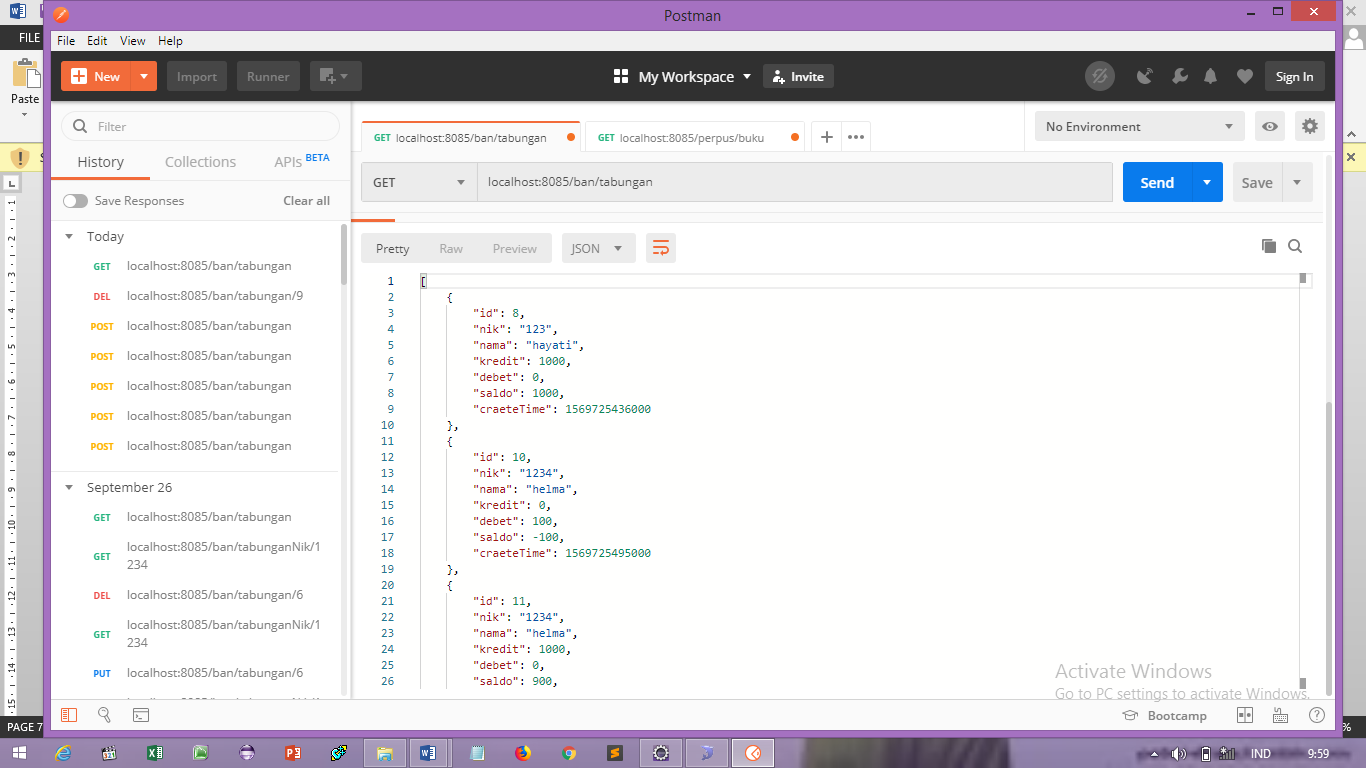 Postman
FILE
Paste
File Edit View Help
New Import Runner My Workspace Invite Sign In
Filter
History Collections APIs BETA
Save Responses Clear all
Today
GET localhost:8085/ban/tabungan
DEL localhost:8085/ban/tabungan/9
POST localhost:8085/ban/tabungan
POST localhost:8085/ban/tabungan
POST localhost:8085/ban/tabungan
POST localhost:8085/ban/tabungan
POST localhost:8085/ban/tabungan
September 26
GET localhost:8085/ban/tabungan
GET localhost:8085/ban/tabunganNik/1
234
DEL localhost:8085/ban/tabungan/6
GET localhost:8085/ban/tabunganNik/1
234
PUT localhost:8085/ban/tabungan/6
GET localhost:8085/ban/tabungan GET localhost:8085/perpus/buku
No Environment
GET localhost:8085/ban/tabungan Send Save
Pretty Raw Preview JSON
1 [
2 {
3 "id": 8,
4 "nik": "123",
5 "nama": "hayati",
6 "kredit": 1000,
7 "debet": 0,
8 "saldo": 1000,
9 "craeteTime": 1569725436000
10 },
11 {
12 "id": 10,
13 "nik": "1234",
14 "nama": "helma",
15 "kredit": 0,
16 "debet": 100,
17 "saldo": -100,
18 "craeteTime": 1569725495000
19 },
20 {
21 "id": 11,
22 "nik": "1234",
23 "nama": "helma",
24 "kredit": 1000,
25 "debet": 0,
26 "saldo": 900,
Activate Windows
Go to PC settings to activate Windows.
Bootcamp
PAGE 7
IND 9:59